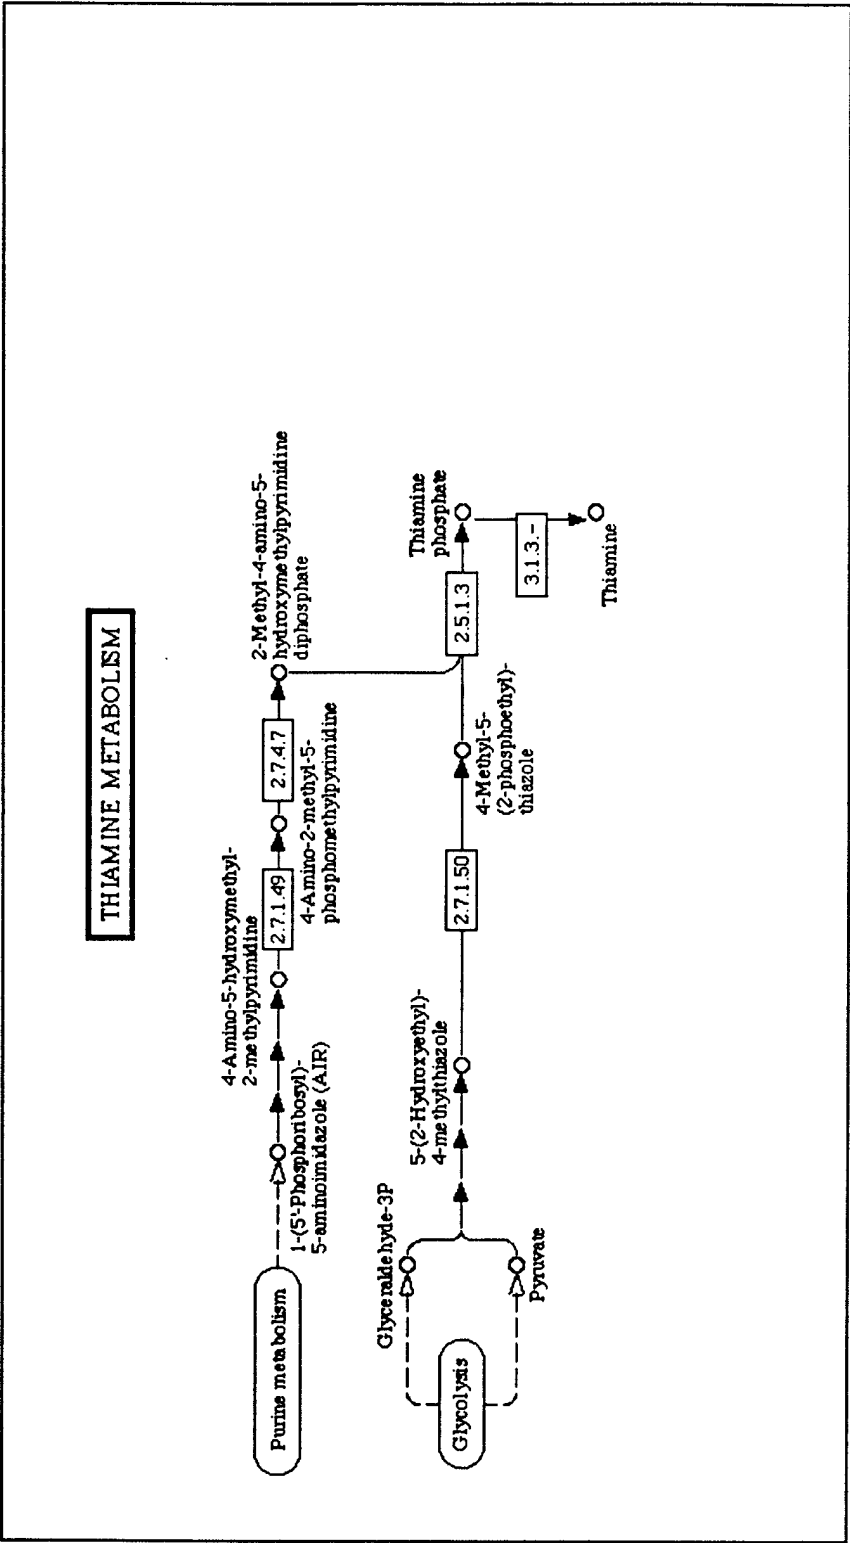 THIAMINE METABOLISM
Purine metabolism
1-(5'-Phosphoribosyl)-
5-aminoimidazole (AIR)
4-Amino-5-hydroxymethyl-
2-methylpyrimidine
2.7.1.49
4-Amino-2-methyl-5-
phosphomethylpyrimidine
2.7.4.7
2-Methyl-4-amino-5-
hydroxymethylpyrimidine
diphosphate
Glycolysis
Glyceraldehyde-3P
Pyruvate
5-(2-Hydroxyethyl)-
4-methylthiazole
2.7.1.50
4-Methyl-5-
(2-phosphoethyl)-
thiazole
2.5.1.3
Thiamine
phosphate
3.1.3.-
Thiamine